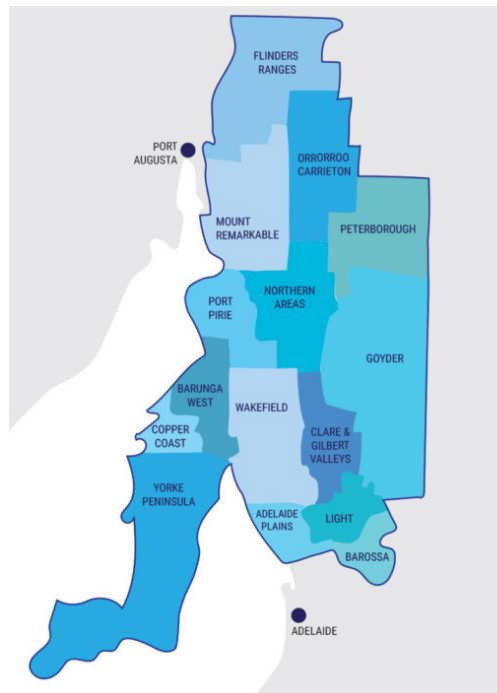 FLINDERS
RANGES
PORT
AUGUSTA
ORRORROO
CARRIETON
MOUNT
REMARKABLE
PETERBOROUGH
NORTHERN
AREAS
PORT
PIRIE
GOYDER
BARUNGA
WEST
WAKEFIELD
COPPER
COAST
CLARE &
GILBERT
VALLEYS
YORKE
PENINSULA
ADELAIDE
PLAINS
LIGHT
BAROSSA
ADELAIDE